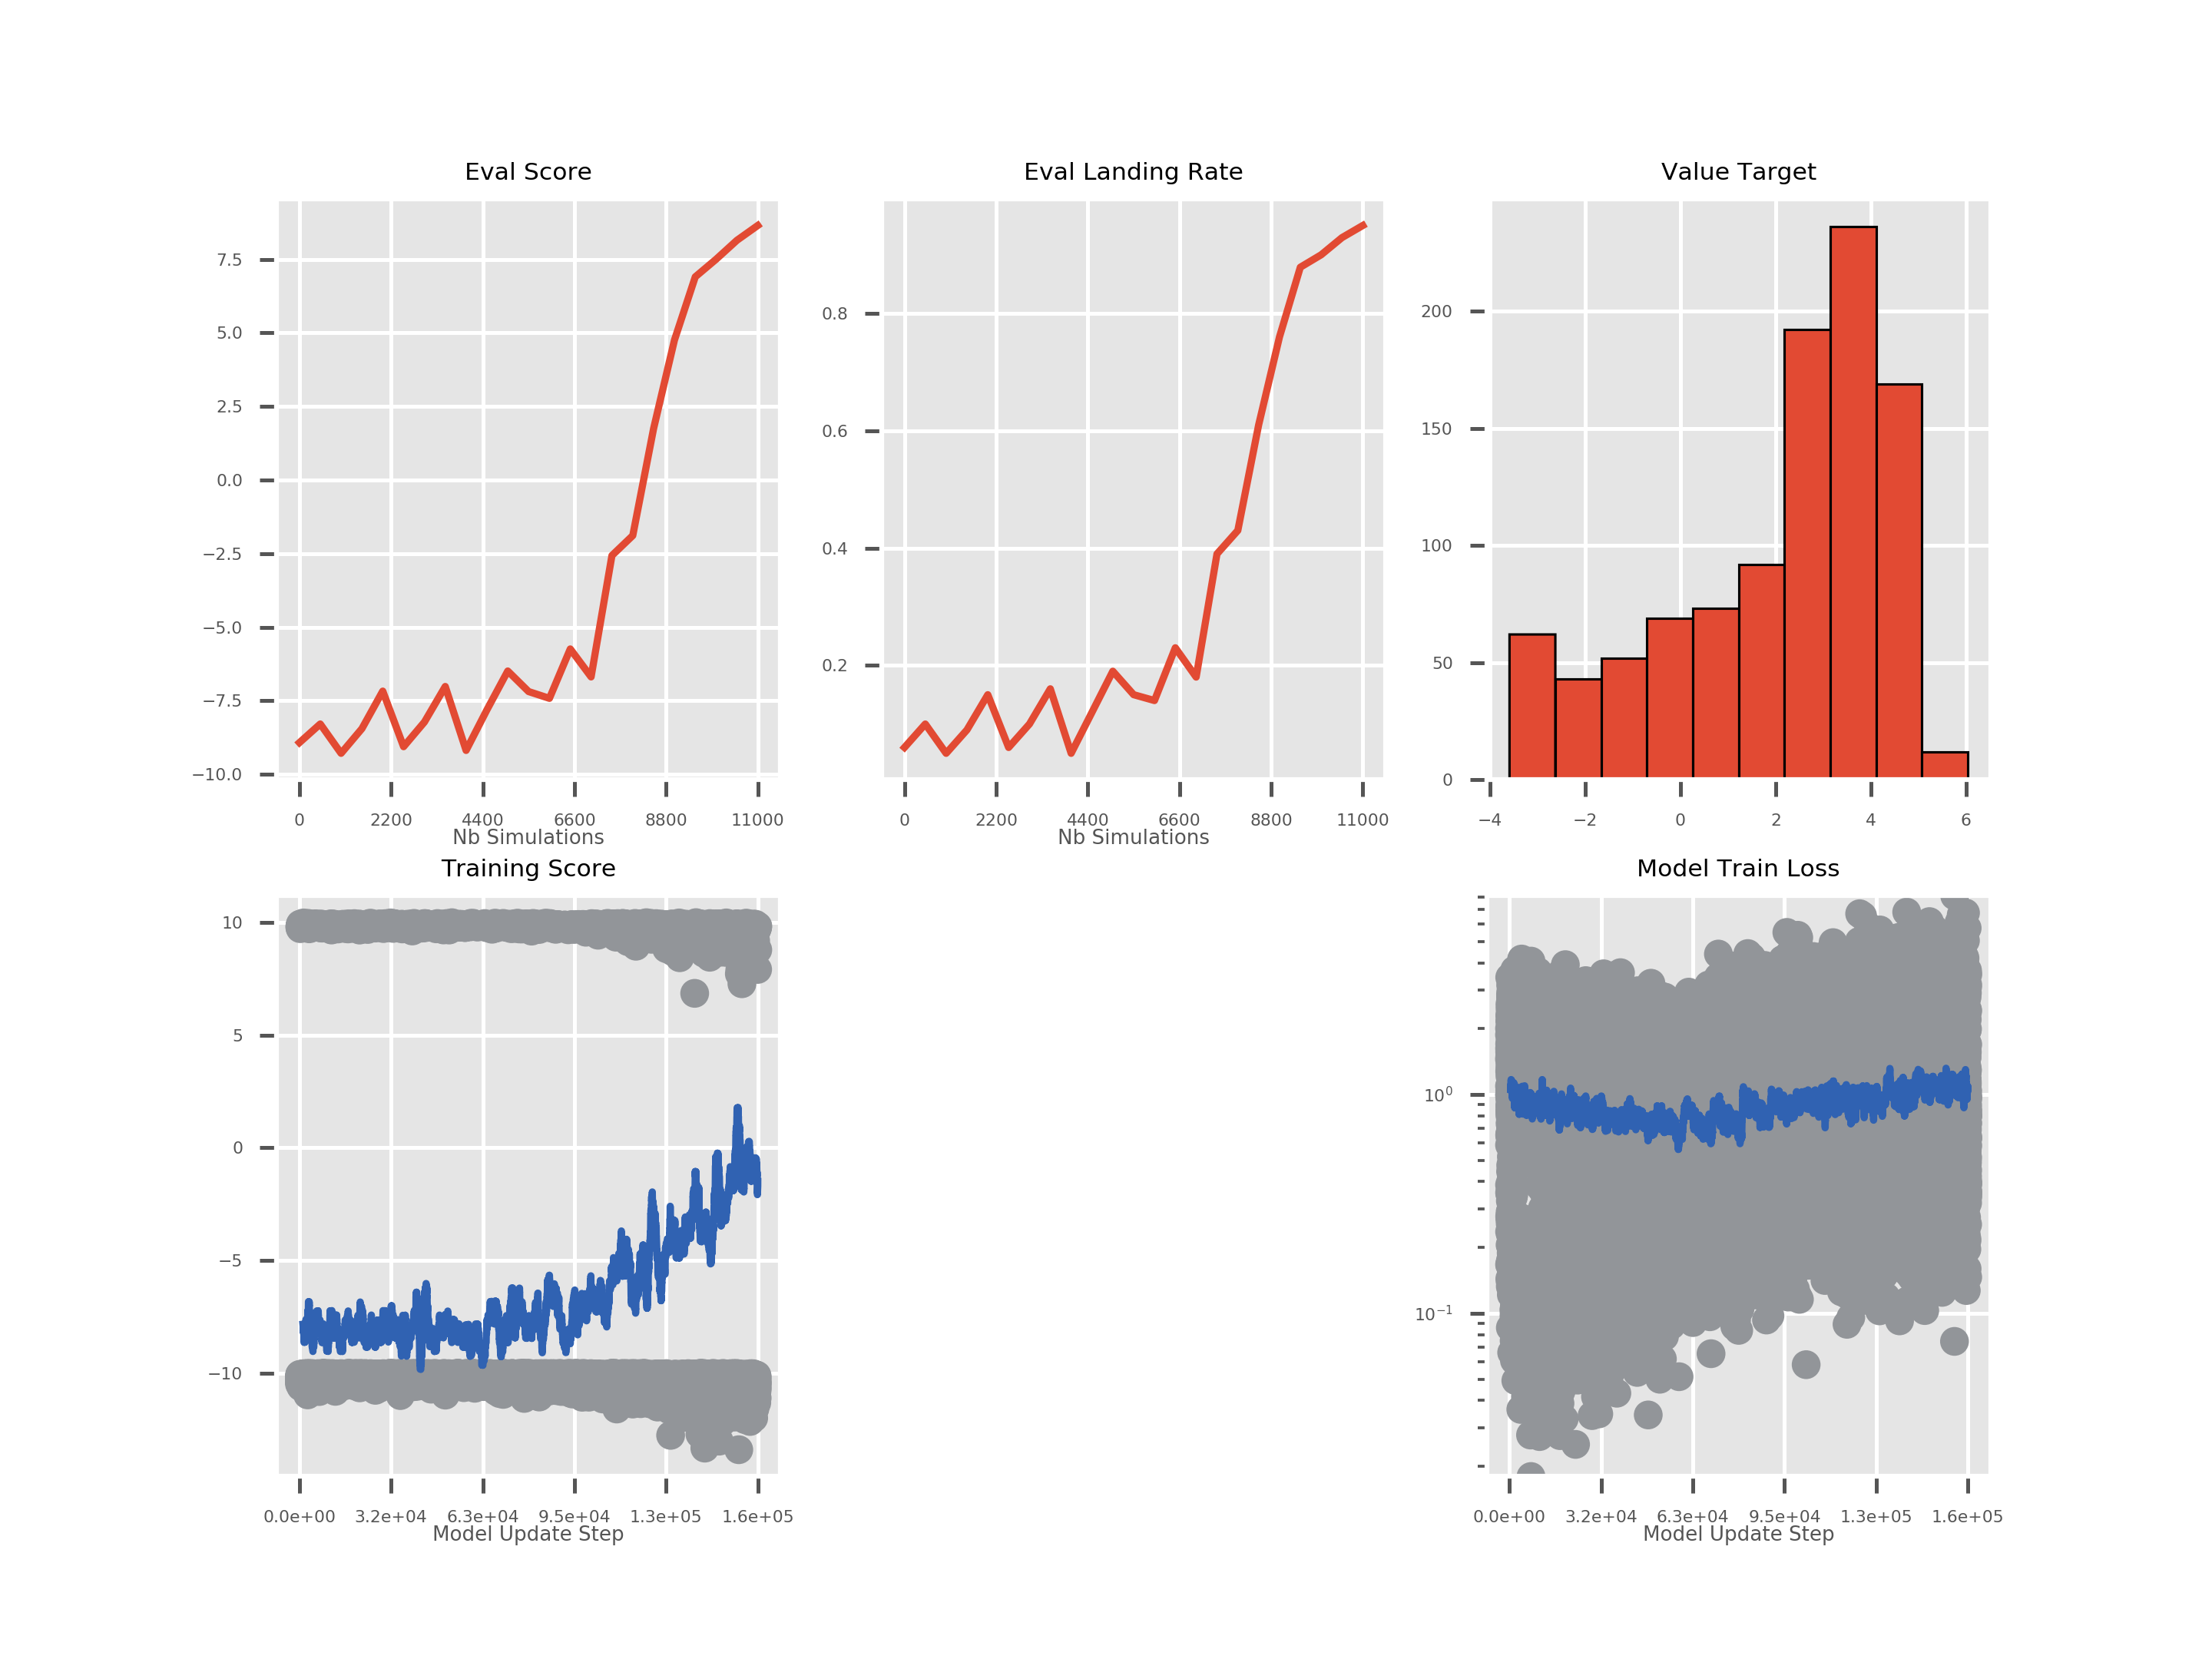 Eval Score
7.5
5.0
2.5
0.0
−2.5
−5.0
−7.5
−10.0
0 2200 4400 6600 8800 11000
Nb Simulations
Eval Landing Rate
0.8
0.6
0.4
0.2
0 2200 4400 6600 8800 11000
Nb Simulations
Value Target
200
150
100
50
0
−4 −2 0 2 4 6
Training Score
10
5
0
−5
−10
0.0e+00 3.2e+04 6.3e+04 9.5e+04 1.3e+05 1.6e+05
Model Update Step
Model Train Loss
10⁰
10⁻¹
0.0e+00 3.2e+04 6.3e+04 9.5e+04 1.3e+05 1.6e+05
Model Update Step